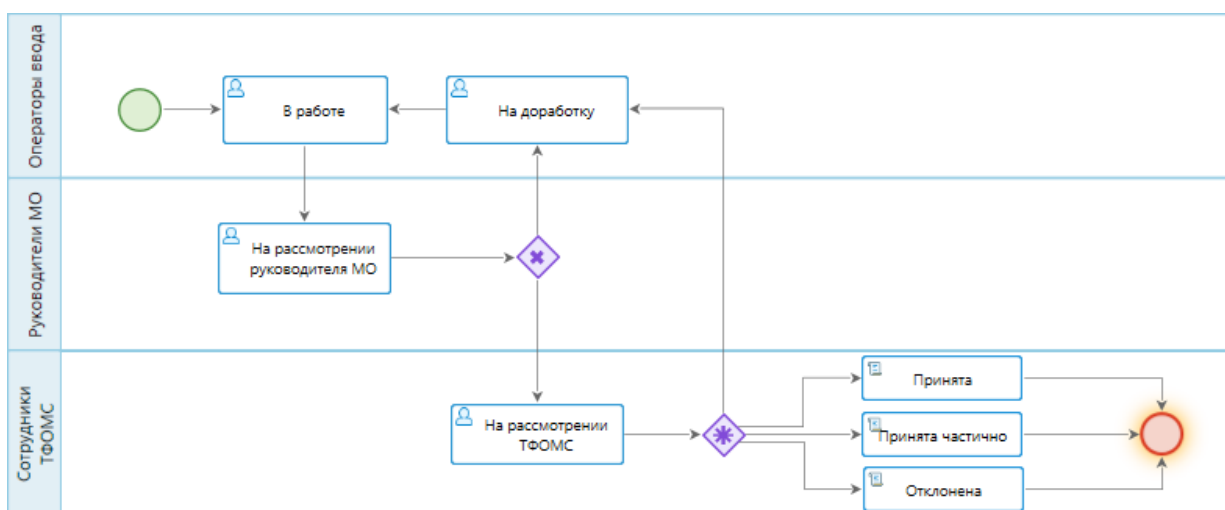 Операторы ввода
В работе
На доработку
Руководители МО
На рассмотрении
руководителя МО
Сотрудники
ТФОМС
На рассмотрении
ТФОМС
Принята
Принята частично
Отклонена